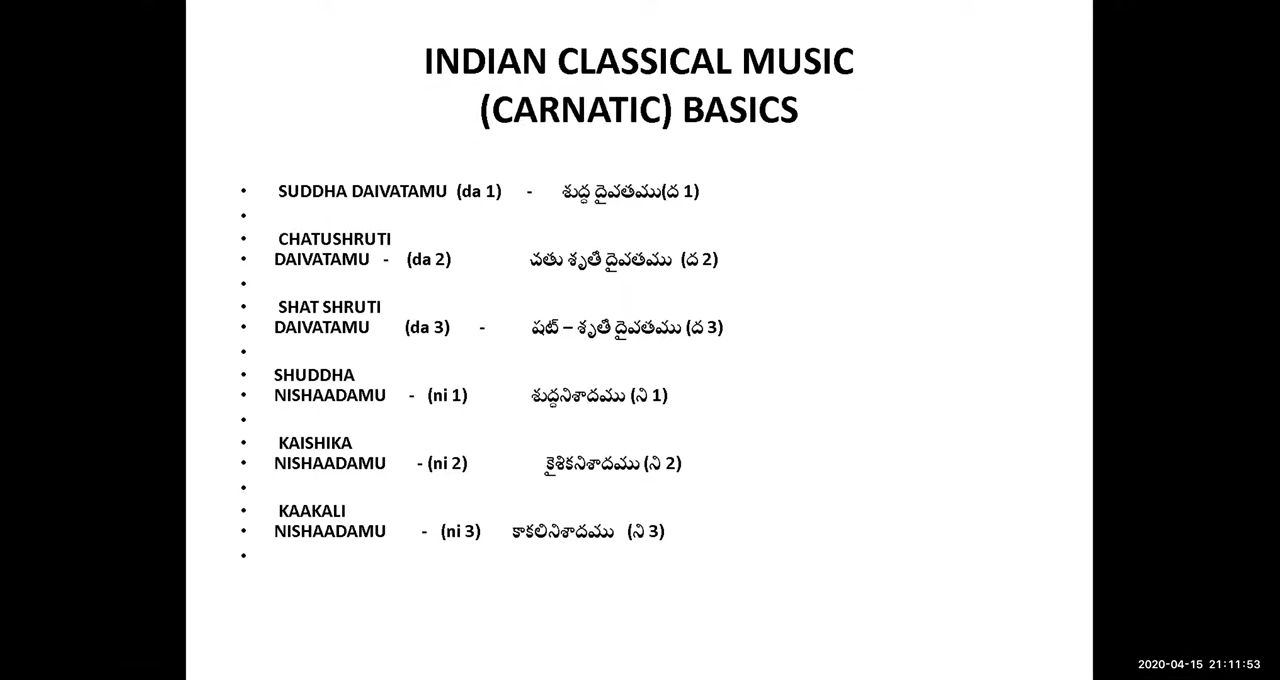 INDIAN CLASSICAL MUSIC
(CARNATIC) BASICS
• SUDDHA DAIVATAMU (da 1) - శుద్ద దైవతము(ద 1)
•
• CHATUSHRUTI
• DAIVATAMU - (da 2) చతు శృతి దైవతము (ద 2)
•
• SHAT SHRUTI
• DAIVATAMU (da 3) - షట్ – శృతి దైవతము (ద 3)
•
• SHUDDHA
• NISHAADAMU - (ni 1) శుద్దనిశాదము (ని 1)
•
• KAISHIKA
• NISHAADAMU - (ni 2) కైశికనిశాదము (ని 2)
•
• KAAKALI
• NISHAADAMU - (ni 3) కాకలినిశాదము (ని 3)
•
2020-04-15 21:11:53